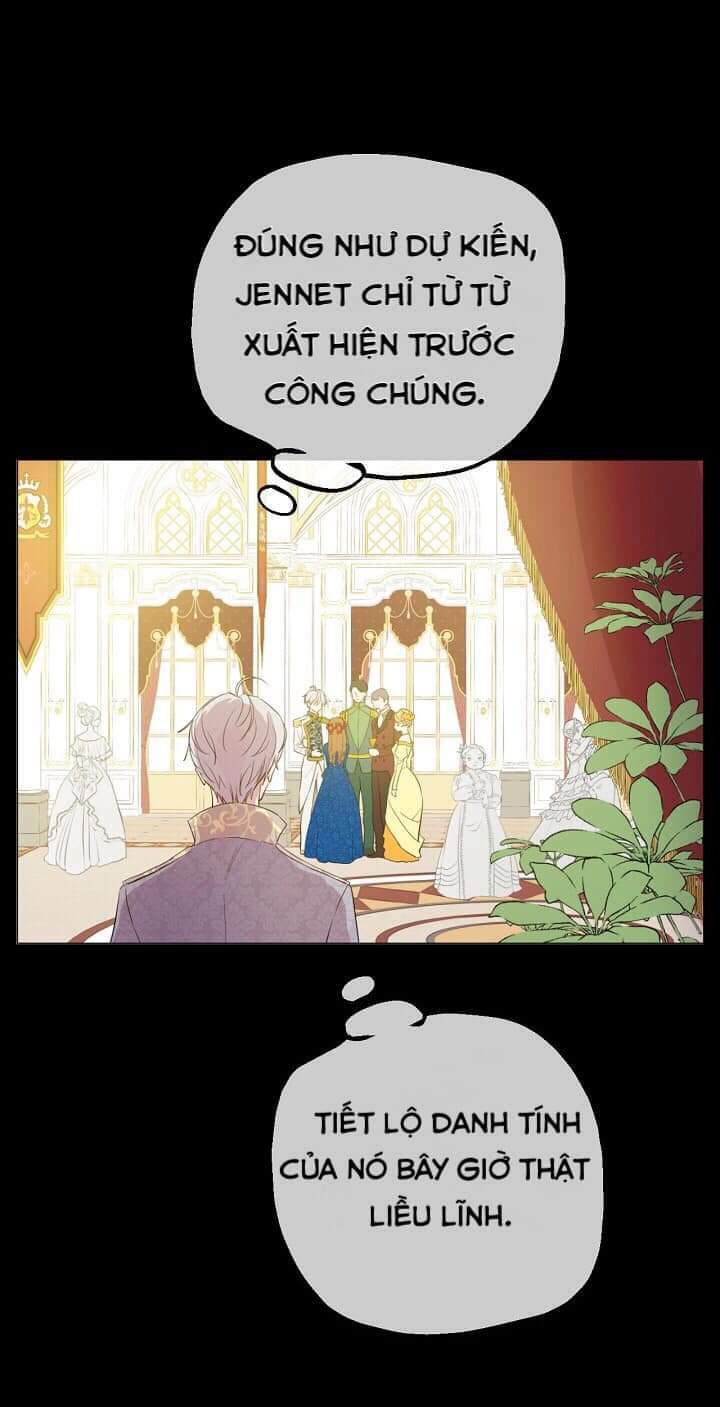 ĐÚNG NHƯ DỰ KIẾN,
JENNET CHỈ TỪ TỪ
XUẤT HIỆN TRƯỚC
CÔNG CHÚNG.
TIẾT LỘ DANH TÍNH
CỦA NÓ BÂY GIỜ THẬT
LIỀU LĨNH.